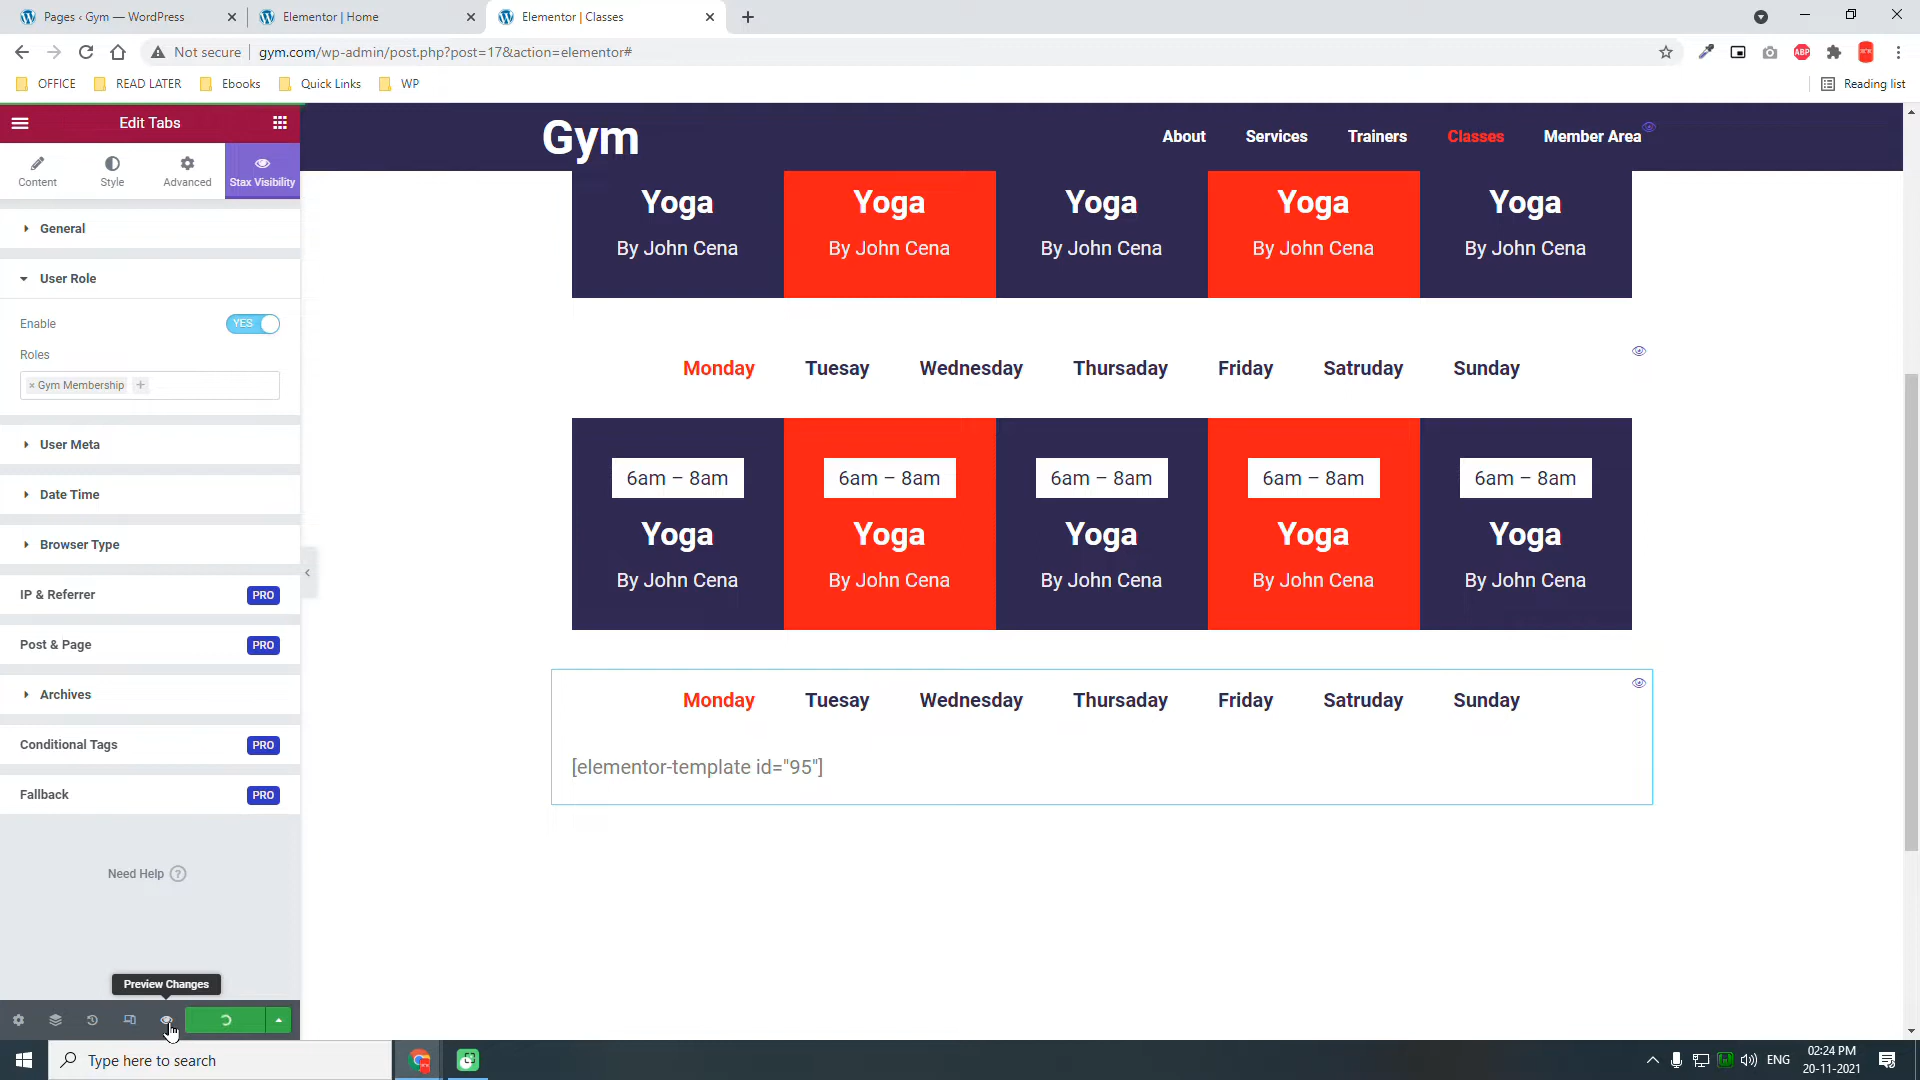 Pages ‹ Gym — WordPress
Elementor | Home
Elementor | Classes
Not secure
gym.com/wp-admin/post.php?post=17&action=elementor#
ABP
OFFICE
READ LATER
Ebooks
Quick Links
WP
Reading list
Edit Tabs
Content
Style
Advanced
Stax Visibility
General
User Role
Enable
YES
Roles
× Gym Membership +
User Meta
Date Time
Browser Type
IP & Referrer PRO
Post & Page PRO
Archives
Conditional Tags PRO
Fallback PRO
Need Help ?
Preview Changes
Gym
About Services Trainers Classes Member Area
Yoga Yoga Yoga Yoga Yoga
By John Cena By John Cena By John Cena By John Cena By John Cena
Monday Tuesay Wednesday Thursaday Friday Satruday Sunday
6am – 8am 6am – 8am 6am – 8am 6am – 8am 6am – 8am
Yoga Yoga Yoga Yoga Yoga
By John Cena By John Cena By John Cena By John Cena By John Cena
Monday Tuesay Wednesday Thursaday Friday Satruday Sunday
[elementor-template id="95"]
Type here to search
ENG
02:24 PM
20-11-2021